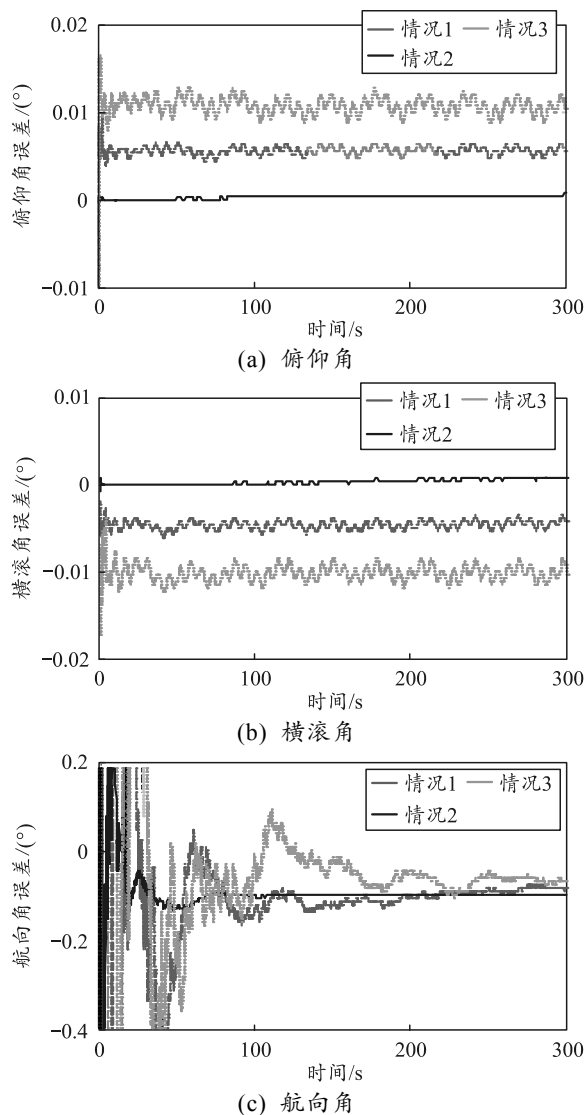 0.02
情况1 情况3
情况2
0.01
0
−0.01
俯仰角误差/(°)
0 100 200 300
时间/s
(a) 俯仰角
0.01
情况1 情况3
情况2
0
−0.01
−0.02
横滚角误差/(°)
0 100 200 300
时间/s
(b) 横滚角
0.2
情况1 情况3
情况2
0
−0.2
−0.4
航向角误差/(°)
0 100 200 300
时间/s
(c) 航向角